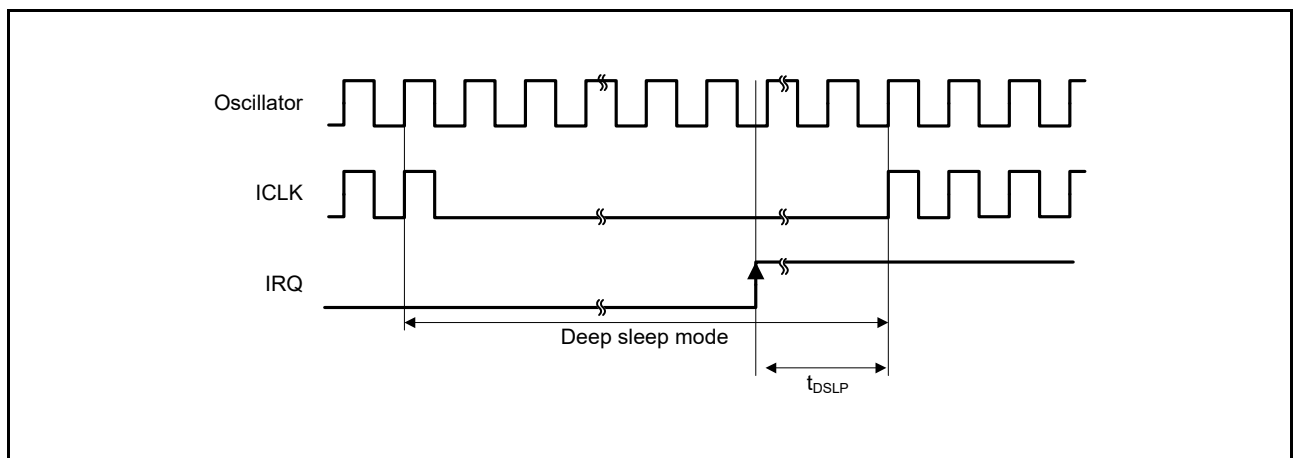 Oscillator
ICLK
IRQ
Deep sleep mode
tDSLP